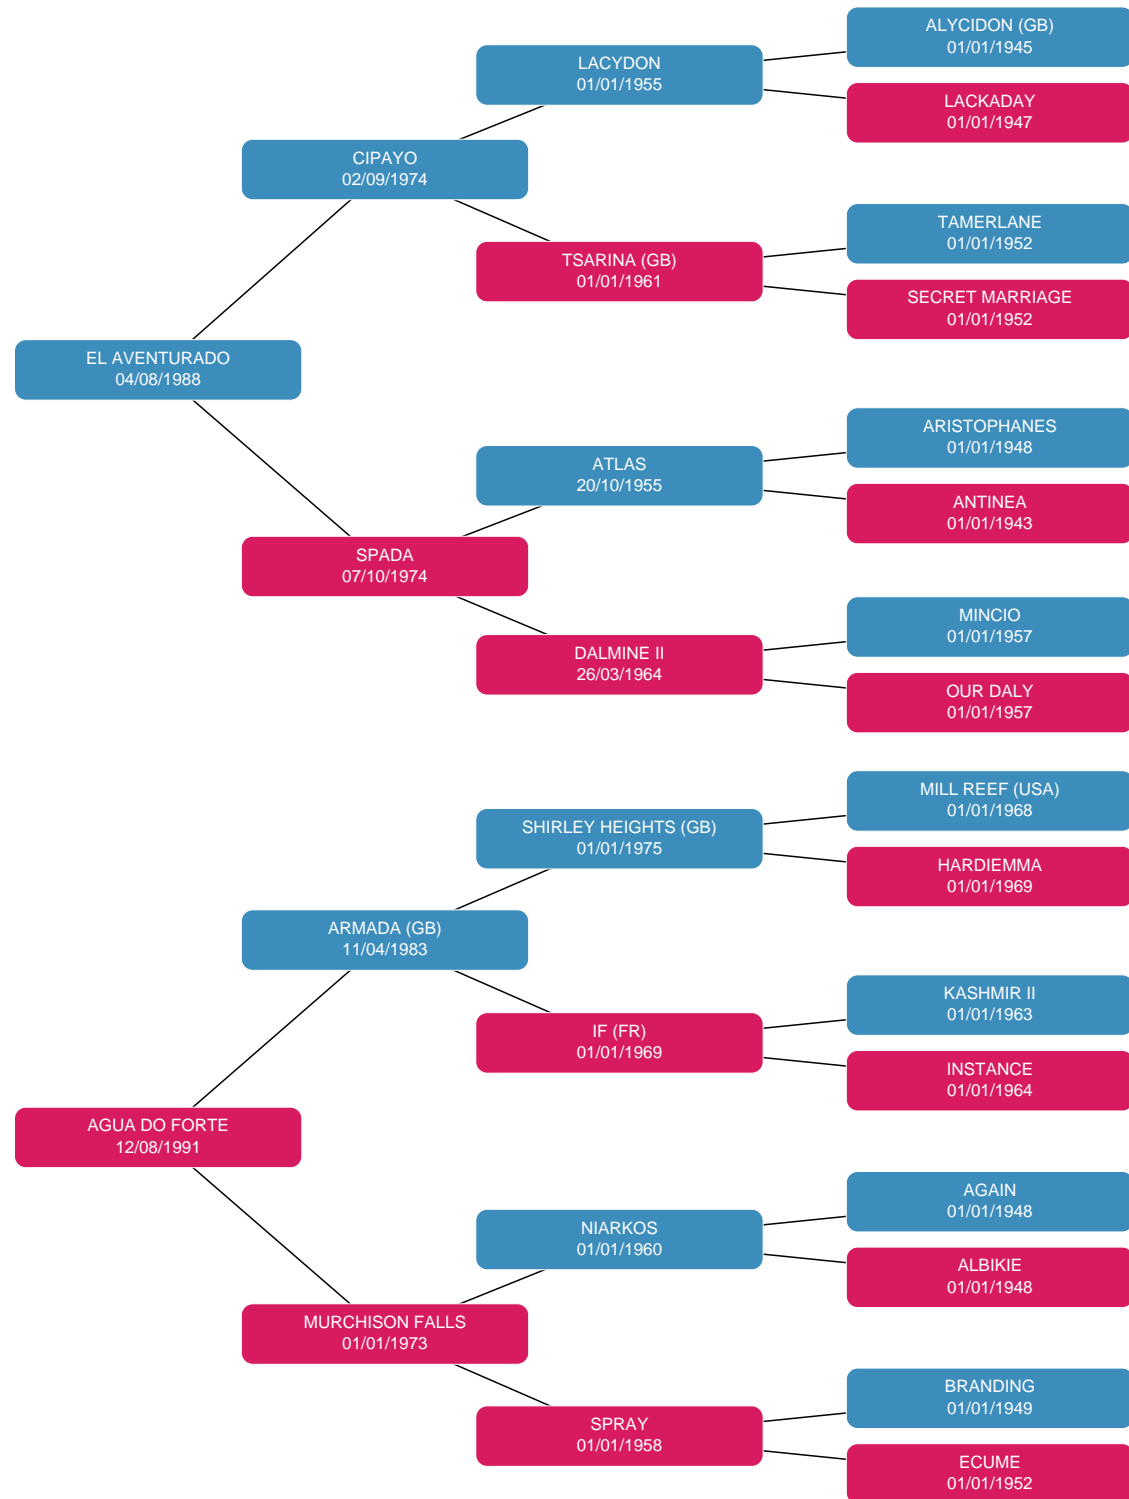 ALYCIDON (GB)
01/01/1945
LACYDON
01/01/1955
LACKADAY
01/01/1947
CIPAYO
02/09/1974
TAMERLANE
01/01/1952
TSARINA (GB)
01/01/1961
SECRET MARRIAGE
01/01/1952
EL AVENTURADO
04/08/1988
ARISTOPHANES
01/01/1948
ATLAS
20/10/1955
ANTINEA
01/01/1943
SPADA
07/10/1974
MINCIO
01/01/1957
DALMINE II
26/03/1964
OUR DALY
01/01/1957
MILL REEF (USA)
01/01/1968
SHIRLEY HEIGHTS (GB)
01/01/1975
HARDIEMMA
01/01/1969
ARMADA (GB)
11/04/1983
KASHMIR II
01/01/1963
IF (FR)
01/01/1969
INSTANCE
01/01/1964
AGUA DO FORTE
12/08/1991
AGAIN
01/01/1948
NIARKOS
01/01/1960
ALBIKIE
01/01/1948
MURCHISON FALLS
01/01/1973
BRANDING
01/01/1949
SPRAY
01/01/1958
ECUME
01/01/1952